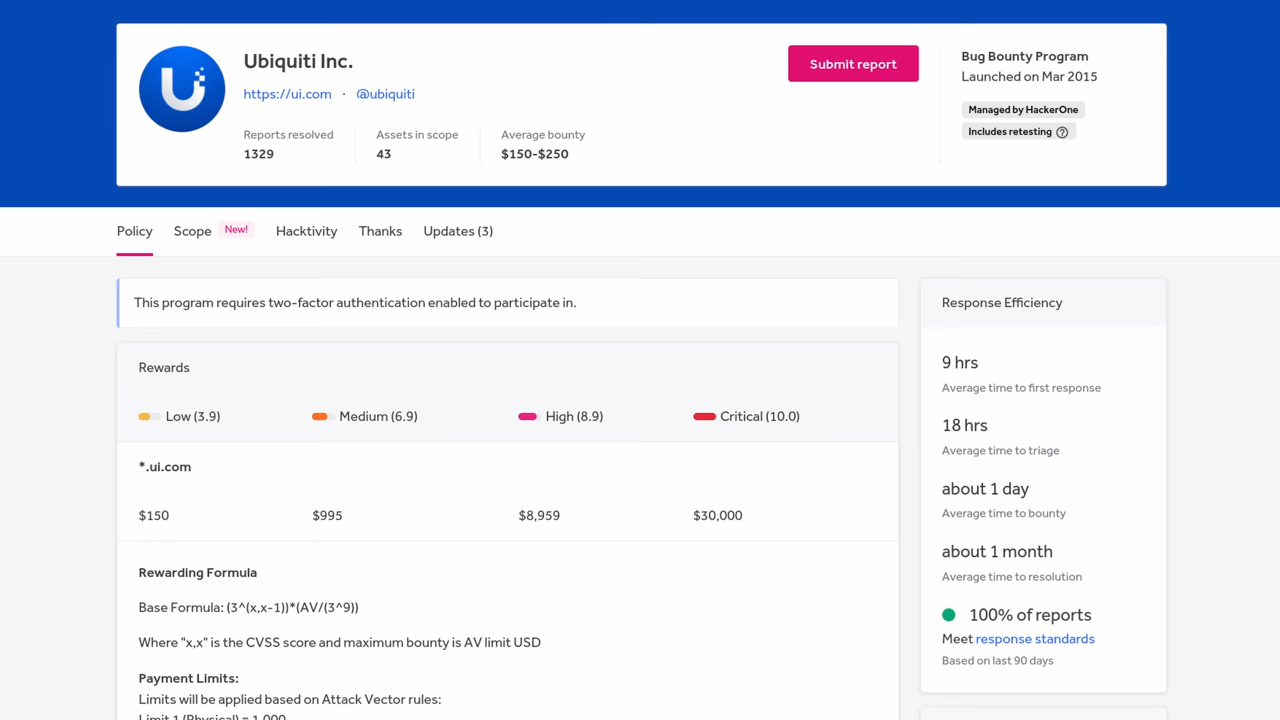 Ubiquiti Inc.
https://ui.com · @ubiquiti
Reports resolved
1329
Assets in scope
43
Average bounty
$150-$250
Submit report
Bug Bounty Program
Launched on Mar 2015
Managed by HackerOne
Includes retesting
Policy
Scope New!
Hacktivity
Thanks
Updates (3)
This program requires two-factor authentication enabled to participate in.
Rewards
Low (3.9) Medium (6.9) High (8.9) Critical (10.0)
*.ui.com
$150 $995 $8,959 $30,000
Rewarding Formula
Base Formula: (3^(x,x-1))*(AV/(3^9))
Where "x,x" is the CVSS score and maximum bounty is AV limit USD
Payment Limits:
Limits will be applied based on Attack Vector rules:
Limit 1 (Physical) = 1,000
Response Efficiency
9 hrs
Average time to first response
18 hrs
Average time to triage
about 1 day
Average time to bounty
about 1 month
Average time to resolution
100% of reports
Meet response standards
Based on last 90 days